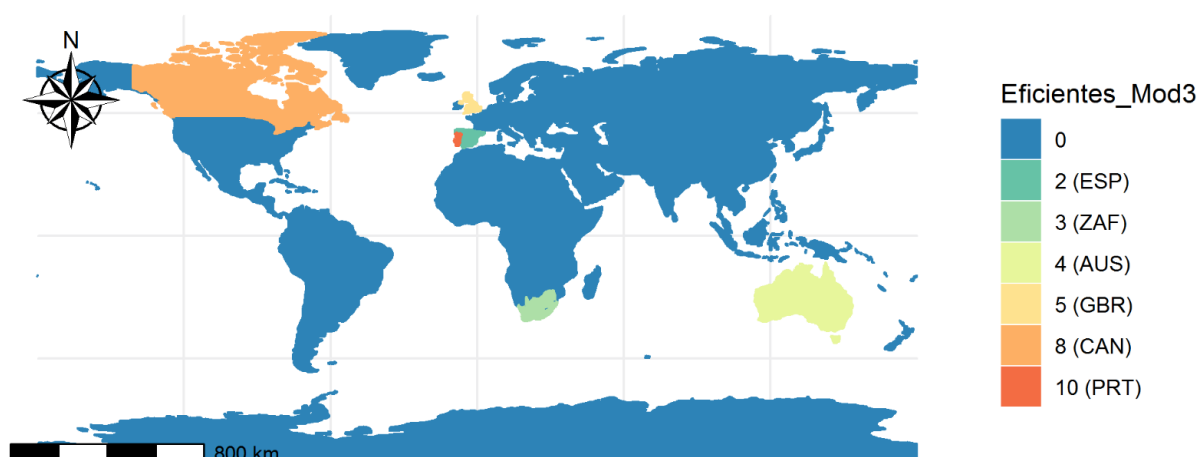 N
Eficientes_Mod3
0
2 (ESP)
3 (ZAF)
4 (AUS)
5 (GBR)
8 (CAN)
10 (PRT)
800 km